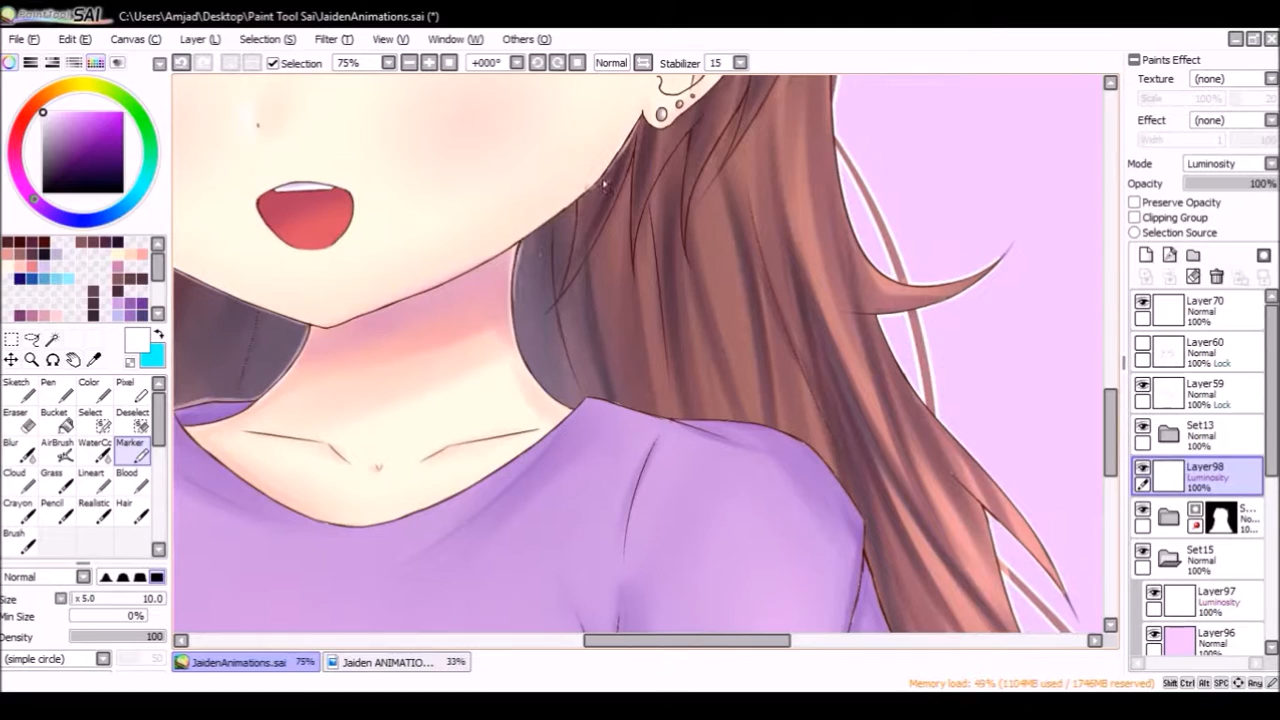 PaintTool SAI C:\Users\Amjad\Desktop\Paint Tool Sai\JaidenAnimations.sai (*)
File (F) Edit (E) Canvas (C) Layer (L) Selection (S) Filter (T) View (V) Window (W) Others (O)
Selection 75% +000° Normal Stabilizer 15
Paints Effect
Texture (none)
Scale 100% 20
Effect (none)
Width 1 100
Mode Luminosity
Opacity 100%
Preserve Opacity
Clipping Group
Selection Source
Layer70
Normal
100%
Layer60
Normal
100% Lock
Layer59
Normal
100% Lock
Set13
Normal
100%
Layer98
Luminosity
100%
S...
No...
10...
Set15
Normal
100%
Layer97
Luminosity
100%
Layer96
Normal
100%
Sketch Pen Color Pixel
Eraser Bucket Select Deselect
Blur AirBrush WaterCo Marker
Cloud Grass Lineart Blood
Crayon Pencil Realistic Hair
Brush
Normal
Size x 5.0 10.0
Min Size 0%
Density 100
(simple circle) 50
JaidenAnimations.sai 75% Jaiden ANIMATIO... 33%
Memory load: 49% (1104MB used / 1746MB reserved) Shift Ctrl Alt SPC Any